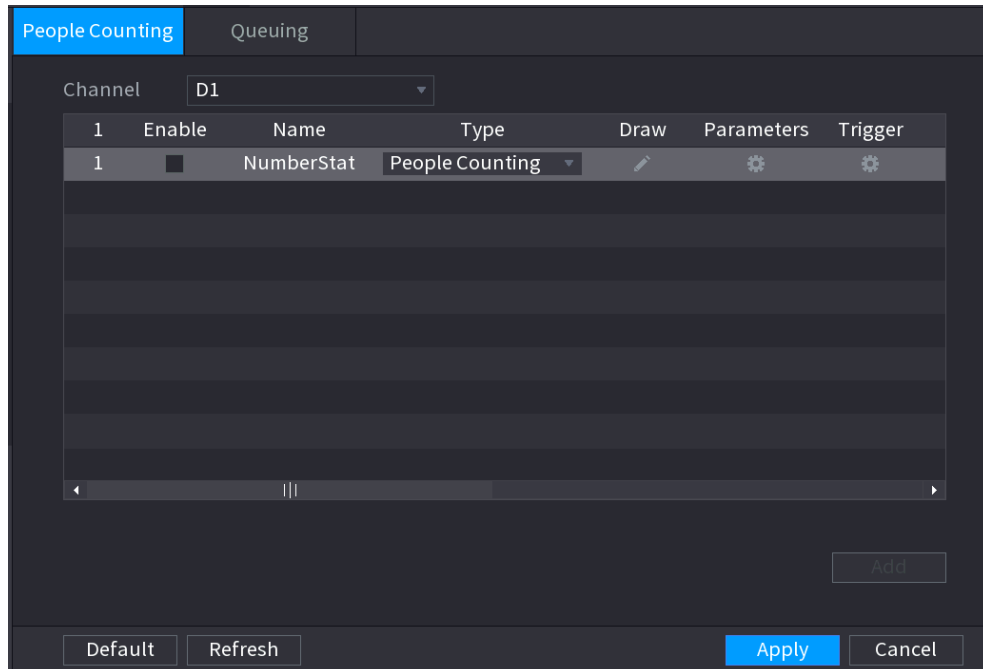 People Counting Queuing
Channel D1
1 Enable Name Type Draw Parameters Trigger
1 NumberStat People Counting
Add
Default Refresh Apply Cancel